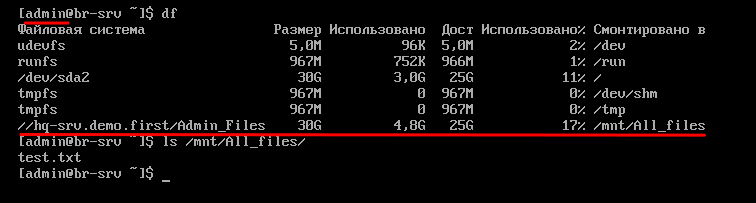 [admin@br-srv ~]$ df
Файловая система Размер Использовано Дост Использовано% Смонтировано в
udevfs 5,0M 96K 5,0M 2% /dev
runfs 967M 752K 966M 1% /run
/dev/sda2 30G 3,0G 25G 11% /
tmpfs 967M 0 967M 0% /dev/shm
tmpfs 967M 0 967M 0% /tmp
//hq-srv.demo.first/Admin_Files 30G 4,8G 25G 17% /mnt/All_files
[admin@br-srv ~]$ ls /mnt/All_files/
test.txt
[admin@br-srv ~]$ _